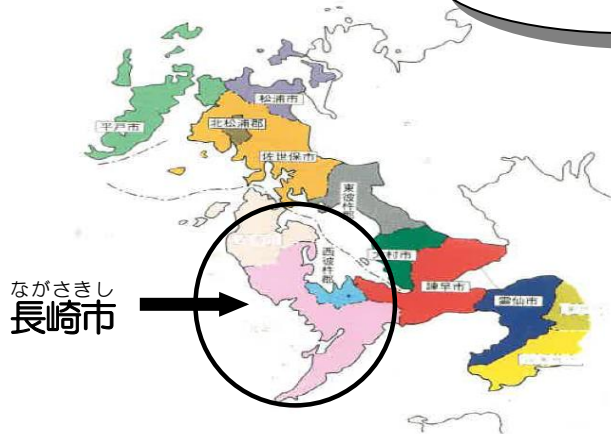 松浦市
平戸市
北松浦郡
佐世保市
東彼杵郡
大村市
西彼杵郡
諫早市
雲仙市
ながさきし
長崎市